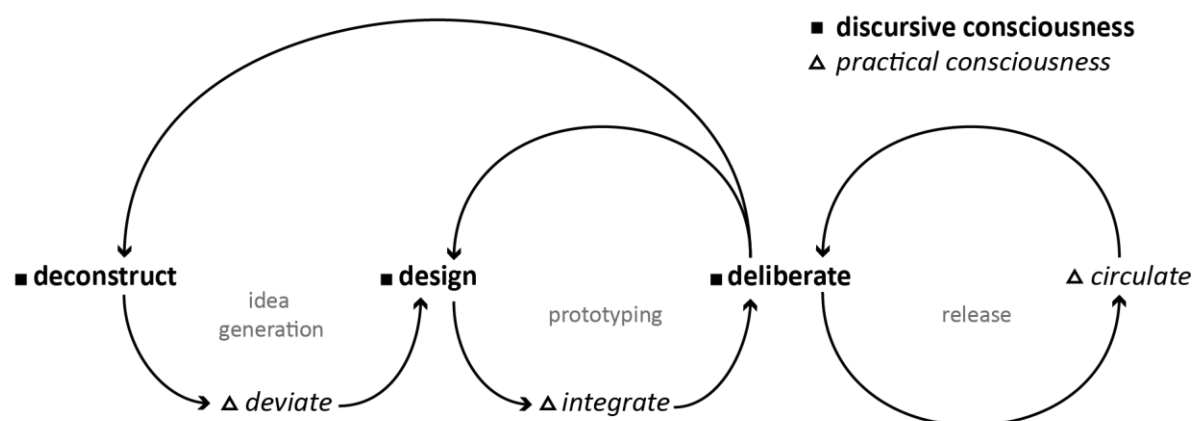 discursive consciousness
practical consciousness
deconstruct
design
deliberate
circulate
idea
generation
prototyping
release
deviate
integrate